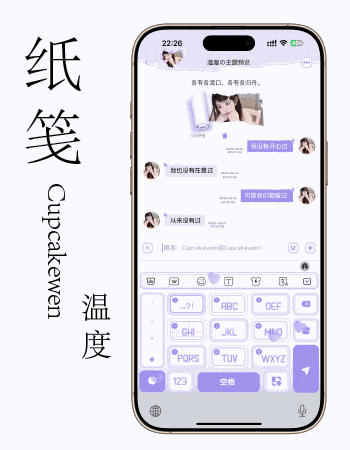 纸笺
Cupcakewen
温度
22:26
温度の主题预览
各有各渡口，各有各归舟。
我没有开心过
我也没有在意过
可是我们相爱过
从来没有过
,。?!
ABC
DEF
GHI
JKL
MNO
PQRS
TUV
WXYZ
123
空格